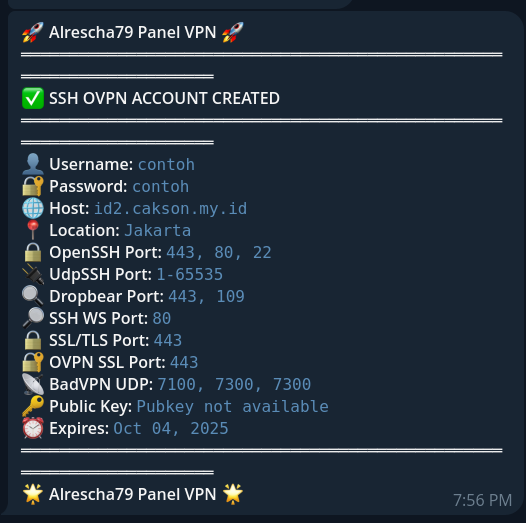 🚀 Alrescha79 Panel VPN 🚀
══════════════════════════════════════════════════
════════════════════
✅ SSH OVPN ACCOUNT CREATED
══════════════════════════════════════════════════
════════════════════
👤 Username: contoh
🔐 Password: contoh
🌐 Host: id2.cakson.my.id
📍 Location: Jakarta
🔒 OpenSSH Port: 443, 80, 22
🔌 UdpSSH Port: 1-65535
🔍 Dropbear Port: 443, 109
🔎 SSH WS Port: 80
🔒 SSL/TLS Port: 443
🔐 OVPN SSL Port: 443
📡 BadVPN UDP: 7100, 7300, 7300
🔑 Public Key: Pubkey not available
⏰ Expires: Oct 04, 2025
══════════════════════════════════════════════════
════════════════════
🌟 Alrescha79 Panel VPN 🌟
7:56 PM